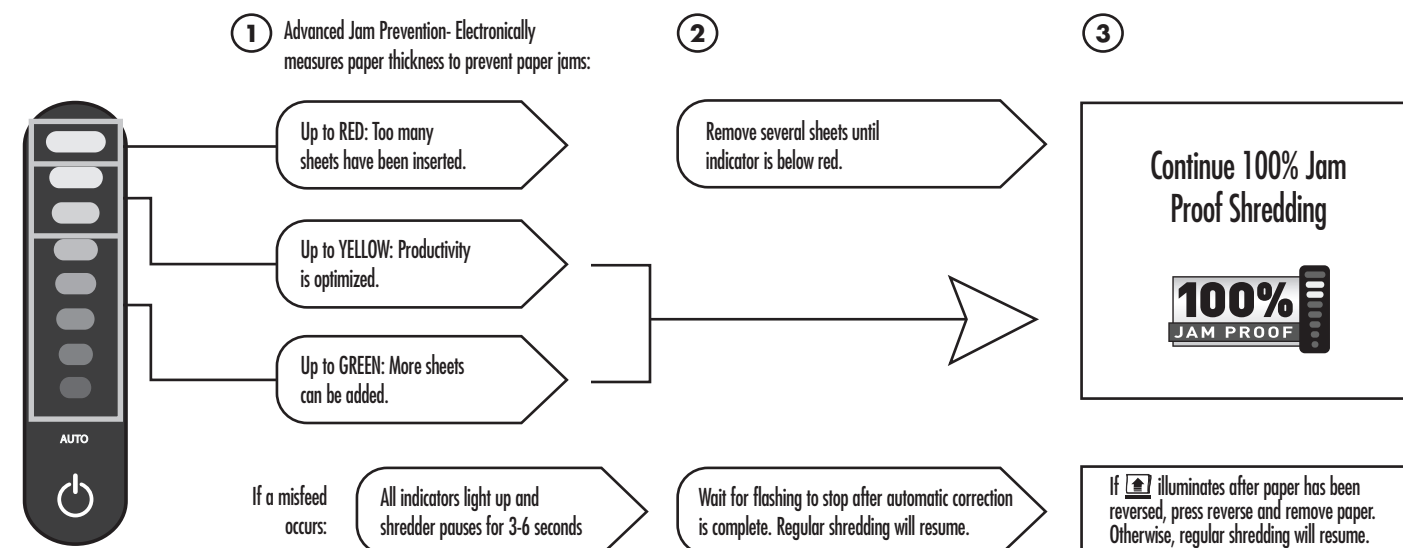 1 Advanced Jam Prevention- Electronically
measures paper thickness to prevent paper jams:
2
3
Up to RED: Too many
sheets have been inserted.
Remove several sheets until
indicator is below red.
Continue 100% Jam
Proof Shredding
Up to YELLOW: Productivity
is optimized.
100%
JAM PROOF
Up to GREEN: More sheets
can be added.
AUTO
If a misfeed
occurs:
All indicators light up and
shredder pauses for 3-6 seconds
Wait for flashing to stop after automatic correction
is complete. Regular shredding will resume.
If illuminates after paper has been
reversed, press reverse and remove paper.
Otherwise, regular shredding will resume.